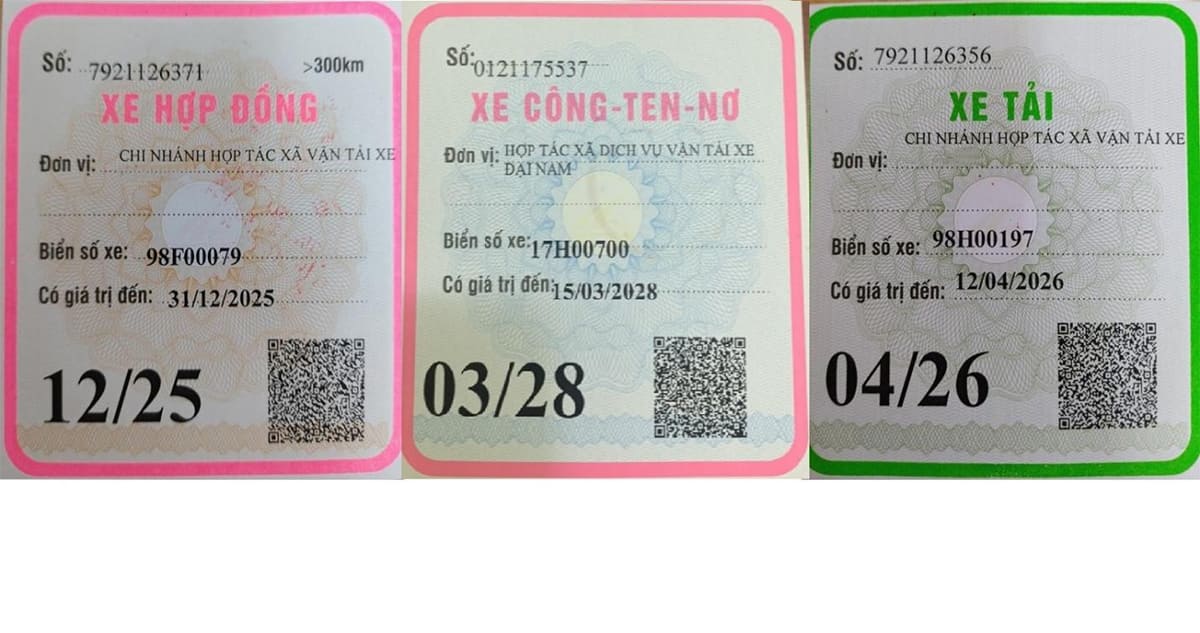 Số: 7921126371 >300km
XE HỢP ĐỒNG
Đơn vị: CHI NHÁNH HỢP TÁC XÃ VẬN TẢI XE
Biển số xe: 98F00079
Có giá trị đến: 31/12/2025
12/25
Số: 0121175537
XE CÔNG-TEN-NƠ
Đơn vị: HỢP TÁC XÃ DỊCH VỤ VẬN TẢI XE
ĐẠI NAM
Biển số xe: 17H00700
Có giá trị đến: 15/03/2028
03/28
Số: 7921126356
XE TẢI
CHI NHÁNH HỢP TÁC XÃ VẬN TẢI XE
Đơn vị:
Biển số xe: 98H00197
Có giá trị đến: 12/04/2026
04/26